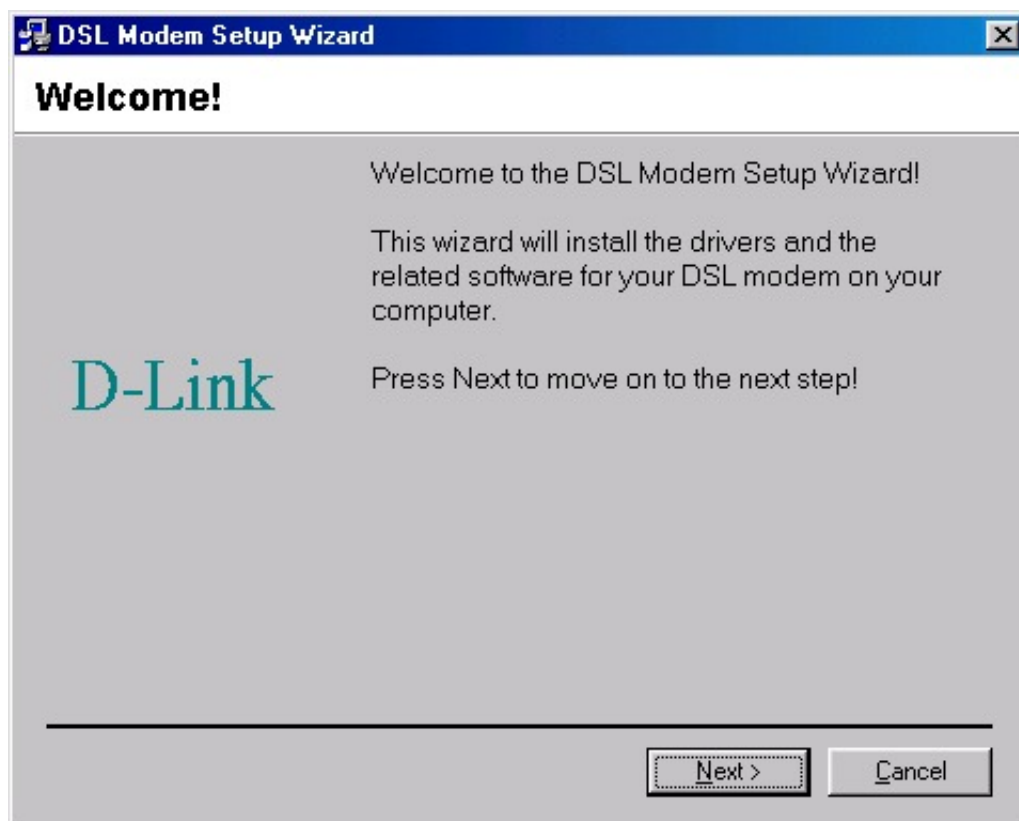 DSL Modem Setup Wizard
Welcome!
Welcome to the DSL Modem Setup Wizard!
This wizard will install the drivers and the
related software for your DSL modem on your
computer.
D-Link
Press Next to move on to the next step!
Next >
Cancel